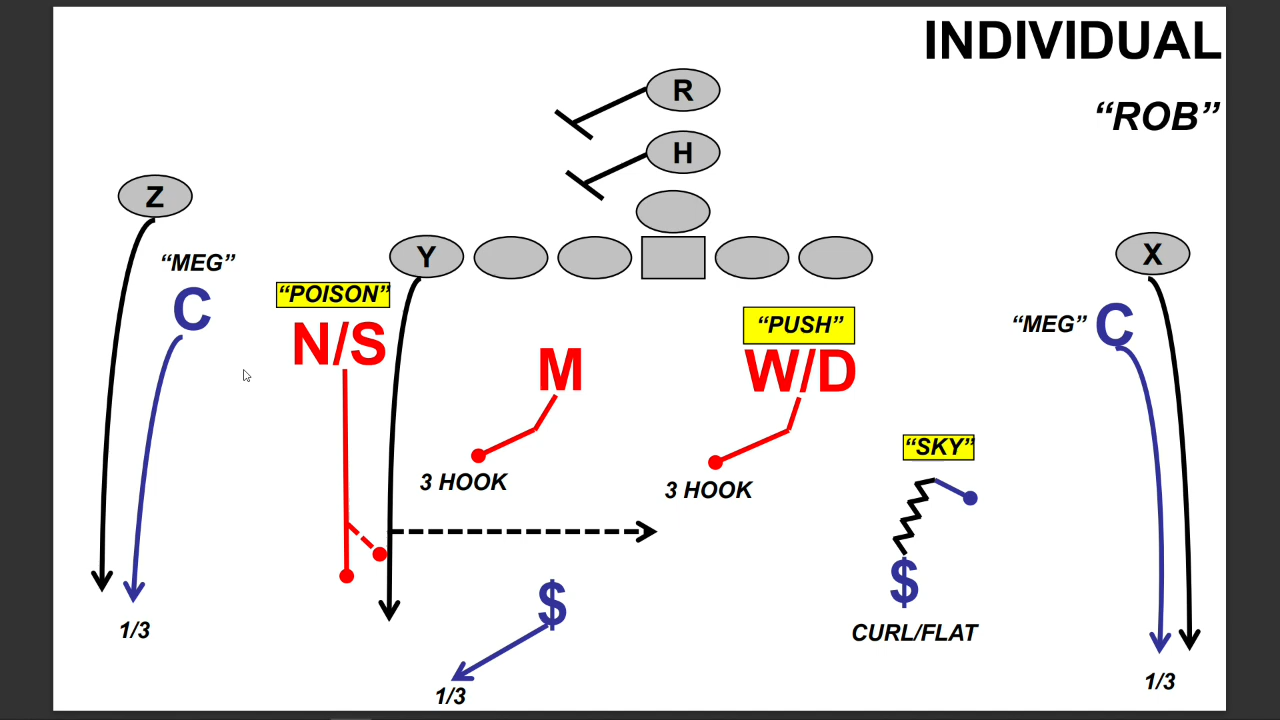 INDIVIDUAL
“ROB”
R
H
Z
Y
X
“MEG”
C
“POISON”
N/S
M
“PUSH”
W/D
“MEG”
C
“SKY”
3 HOOK
3 HOOK
$
$
CURL/FLAT
1/3
1/3
1/3